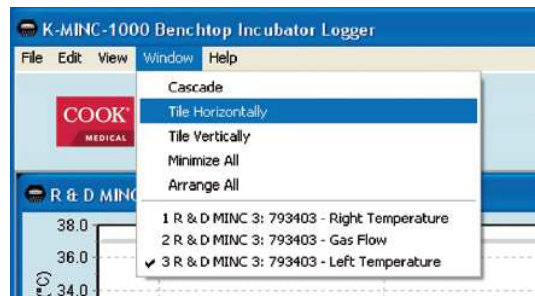 K-MINC-1000 Benchtop Incubator Logger
File Edit View Window Help
Cascade
COOK®
MEDICAL
Tile Horizontally
Tile Vertically
Minimize All
Arrange All
R & D MINC
1 R & D MINC 3: 793403 - Right Temperature
2 R & D MINC 3: 793403 - Gas Flow
3 R & D MINC 3: 793403 - Left Temperature
38.0
36.0
34.0